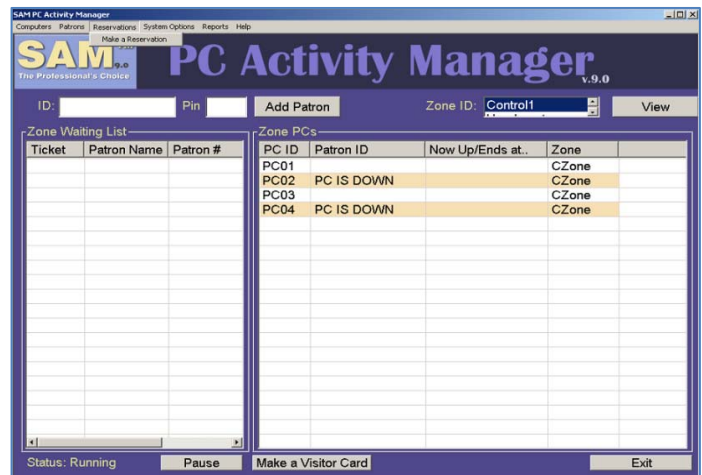 SAM PC Activity Manager
Computers Patrons Reservations System Options Reports Help
Make a Reservation
SAM 9.0
The Professional's Choice
PC Activity Manager
v.9.0
ID: Pin Add Patron Zone ID: Control1 View
Zone Waiting List Zone PCs
Ticket Patron Name Patron # PC ID Patron ID Now Up/Ends at.. Zone
PC01 CZone
PC02 PC IS DOWN CZone
PC03 CZone
PC04 PC IS DOWN CZone
Status: Running Pause Make a Visitor Card Exit